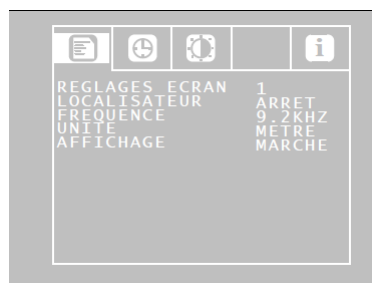 i
REGLAGES ECRAN 1
LOCALISATEUR ARRET
FREQUENCE 9.2KHZ
UNITE METRE
AFFICHAGE MARCHE